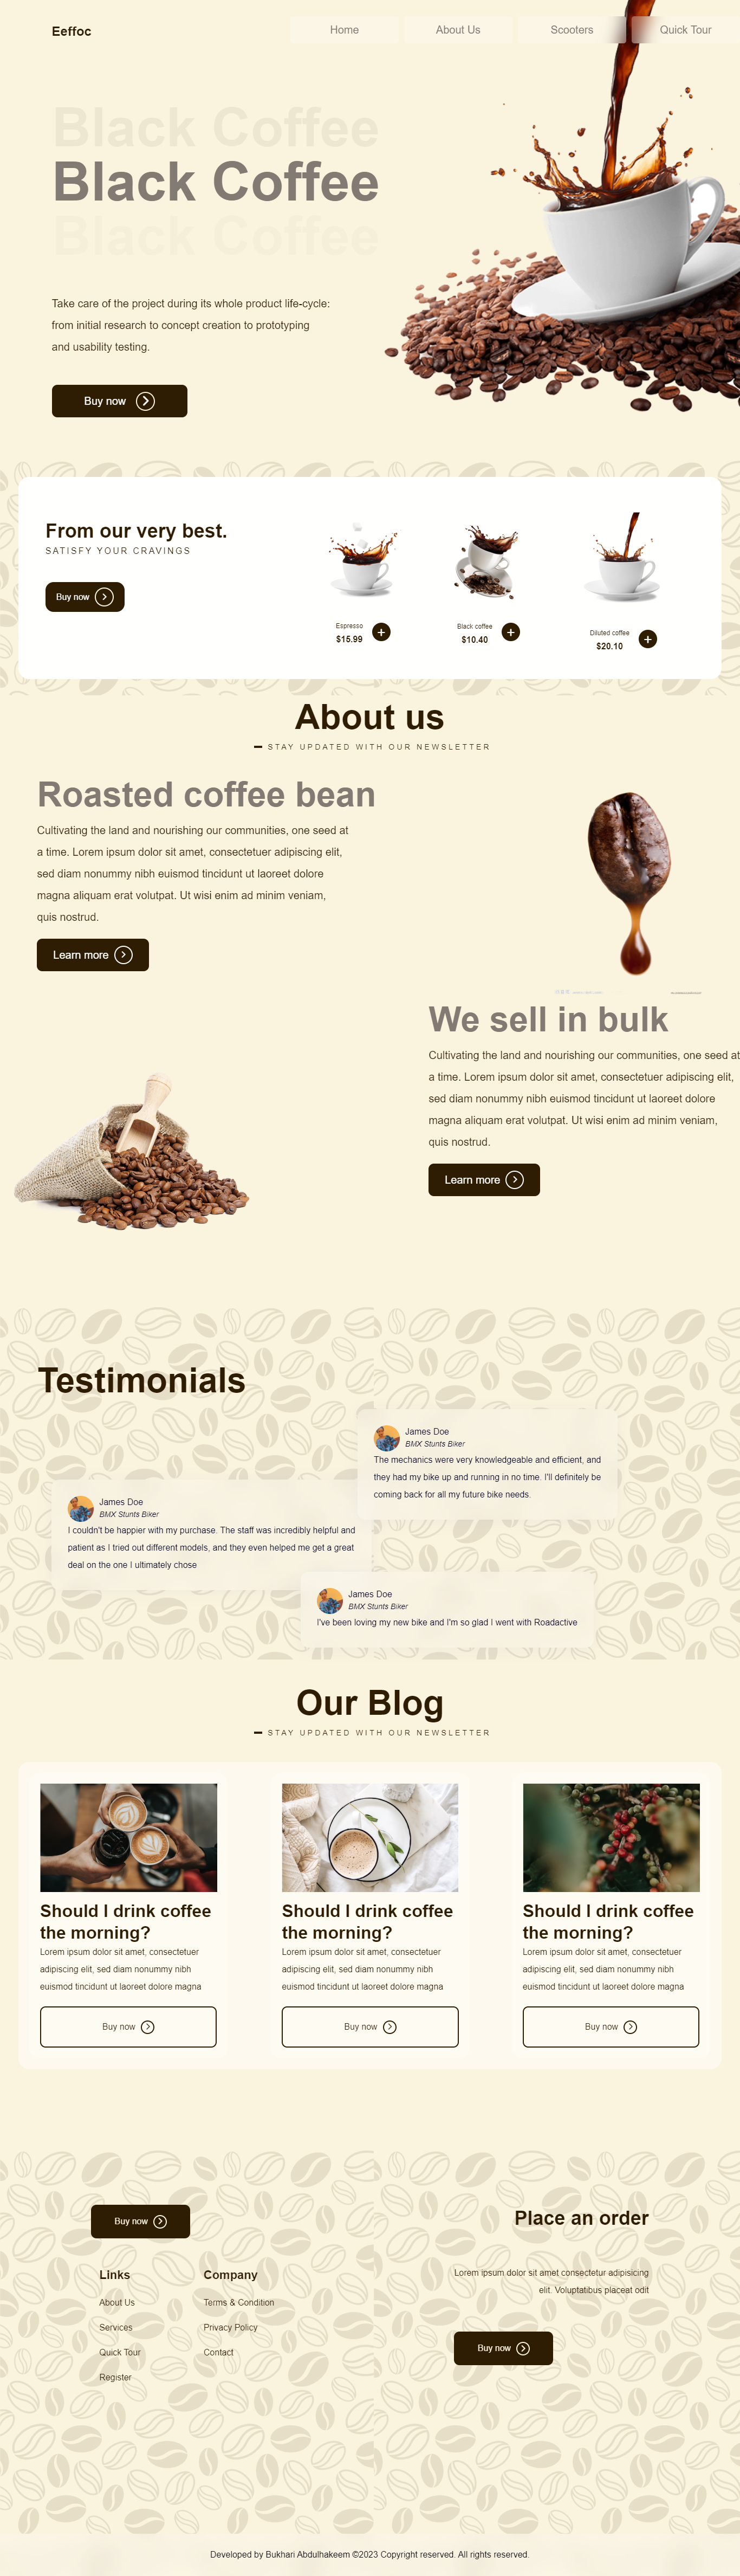 Eeffoc
Home
About Us
Scooters
Quick Tour
Black Coffee
Black Coffee
Black Coffee
Take care of the project during its whole product life-cycle:
from initial research to concept creation to prototyping
and usability testing.
Buy now
From our very best.
SATISFY YOUR CRAVINGS
Buy now
Espresso
$15.99
+
Black coffee
$10.40
+
Diluted coffee
$20.10
+
About us
STAY UPDATED WITH OUR NEWSLETTER
Roasted coffee bean
Cultivating the land and nourishing our communities, one seed at
a time. Lorem ipsum dolor sit amet, consectetuer adipiscing elit,
sed diam nonummy nibh euismod tincidunt ut laoreet dolore
magna aliquam erat volutpat. Ut wisi enim ad minim veniam,
quis nostrud.
Learn more
We sell in bulk
Cultivating the land and nourishing our communities, one seed at
a time. Lorem ipsum dolor sit amet, consectetuer adipiscing elit,
sed diam nonummy nibh euismod tincidunt ut laoreet dolore
magna aliquam erat volutpat. Ut wisi enim ad minim veniam,
quis nostrud.
Learn more
Testimonials
James Doe
BMX Stunts Biker
The mechanics were very knowledgeable and efficient, and
they had my bike up and running in no time. I'll definitely be
coming back for all my future bike needs.
James Doe
BMX Stunts Biker
I couldn't be happier with my purchase. The staff was incredibly helpful and
patient as I tried out different models, and they even helped me get a great
deal on the one I ultimately chose
James Doe
BMX Stunts Biker
I've been loving my new bike and I'm so glad I went with Roadactive
Our Blog
STAY UPDATED WITH OUR NEWSLETTER
Should I drink coffee
the morning?
Lorem ipsum dolor sit amet, consectetuer
adipiscing elit, sed diam nonummy nibh
euismod tincidunt ut laoreet dolore magna
Buy now
Should I drink coffee
the morning?
Lorem ipsum dolor sit amet, consectetuer
adipiscing elit, sed diam nonummy nibh
euismod tincidunt ut laoreet dolore magna
Buy now
Should I drink coffee
the morning?
Lorem ipsum dolor sit amet, consectetuer
adipiscing elit, sed diam nonummy nibh
euismod tincidunt ut laoreet dolore magna
Buy now
Buy now
Links
About Us
Services
Quick Tour
Register
Company
Terms & Condition
Privacy Policy
Contact
Place an order
Lorem ipsum dolor sit amet consectetur adipisicing
elit. Voluptatibus placeat odit
Buy now
Developed by Bukhari Abdulhakeem ©2023 Copyright reserved. All rights reserved.